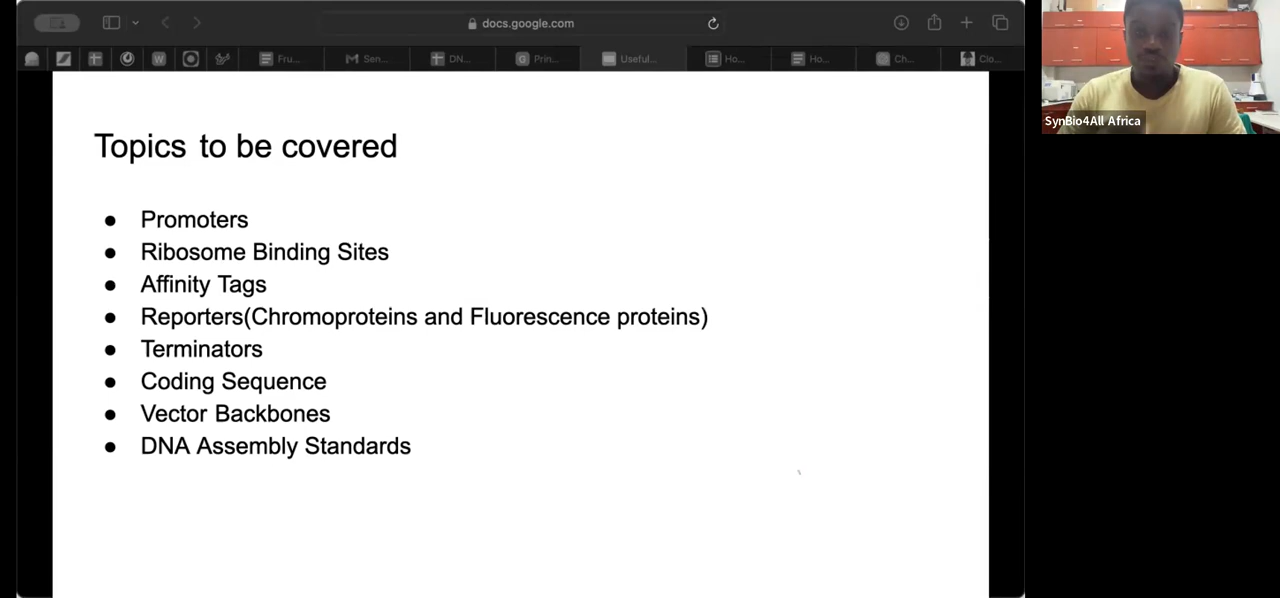 docs.google.com
Fru...
Sen...
DN...
Prin...
Useful...
Ho...
Ho...
Ch...
Clo...
SynBio4All Africa
Topics to be covered
● Promoters
● Ribosome Binding Sites
● Affinity Tags
● Reporters(Chromoproteins and Fluorescence proteins)
● Terminators
● Coding Sequence
● Vector Backbones
● DNA Assembly Standards